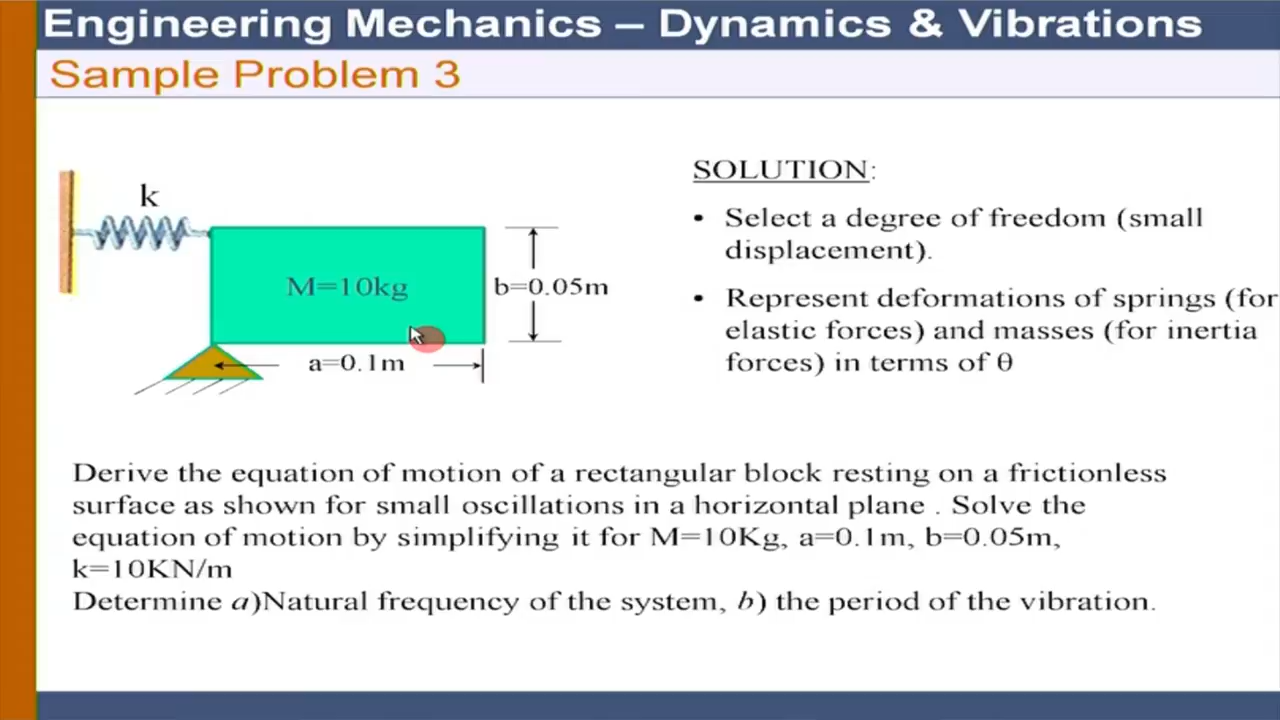 Engineering Mechanics – Dynamics & Vibrations
Sample Problem 3
k
M=10kg
b=0.05m
a=0.1m
SOLUTION:
• Select a degree of freedom (small
displacement).
• Represent deformations of springs (for
elastic forces) and masses (for inertia
forces) in terms of θ
Derive the equation of motion of a rectangular block resting on a frictionless
surface as shown for small oscillations in a horizontal plane . Solve the
equation of motion by simplifying it for M=10Kg, a=0.1m, b=0.05m,
k=10KN/m
Determine a)Natural frequency of the system, b) the period of the vibration.